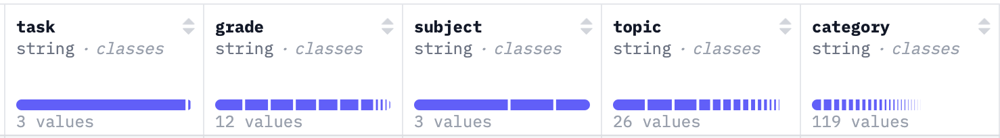 task grade subject topic category
string · classes string · classes string · classes string · classes string · classes
3 values 12 values 3 values 26 values 119 values